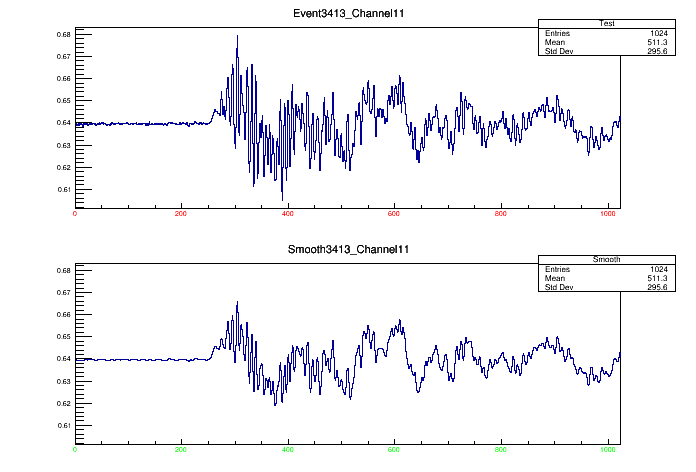 Event3413_Channel11
Test
Entries 1024
Mean 511.3
Std Dev 295.6
0.68
0.67
0.66
0.65
0.64
0.63
0.62
0.61
0 200 400 600 800 1000
Smooth3413_Channel11
Smooth
Entries 1024
Mean 511.3
Std Dev 295.6
0.68
0.67
0.66
0.65
0.64
0.63
0.62
0.61
0 200 400 600 800 1000